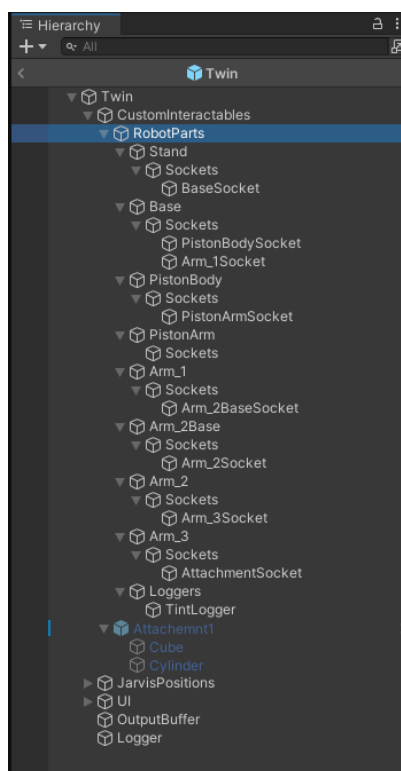 Hierarchy
All
Twin
Twin
CustomInteractables
RobotParts
Stand
Sockets
BaseSocket
Base
Sockets
PistonBodySocket
Arm_1Socket
PistonBody
Sockets
PistonArmSocket
PistonArm
Sockets
Arm_1
Sockets
Arm_2BaseSocket
Arm_2Base
Sockets
Arm_2Socket
Arm_2
Sockets
Arm_3Socket
Arm_3
Sockets
AttachmentSocket
Loggers
TintLogger
Attachemnt1
Cube
Cylinder
JarvisPositions
UI
OutputBuffer
Logger